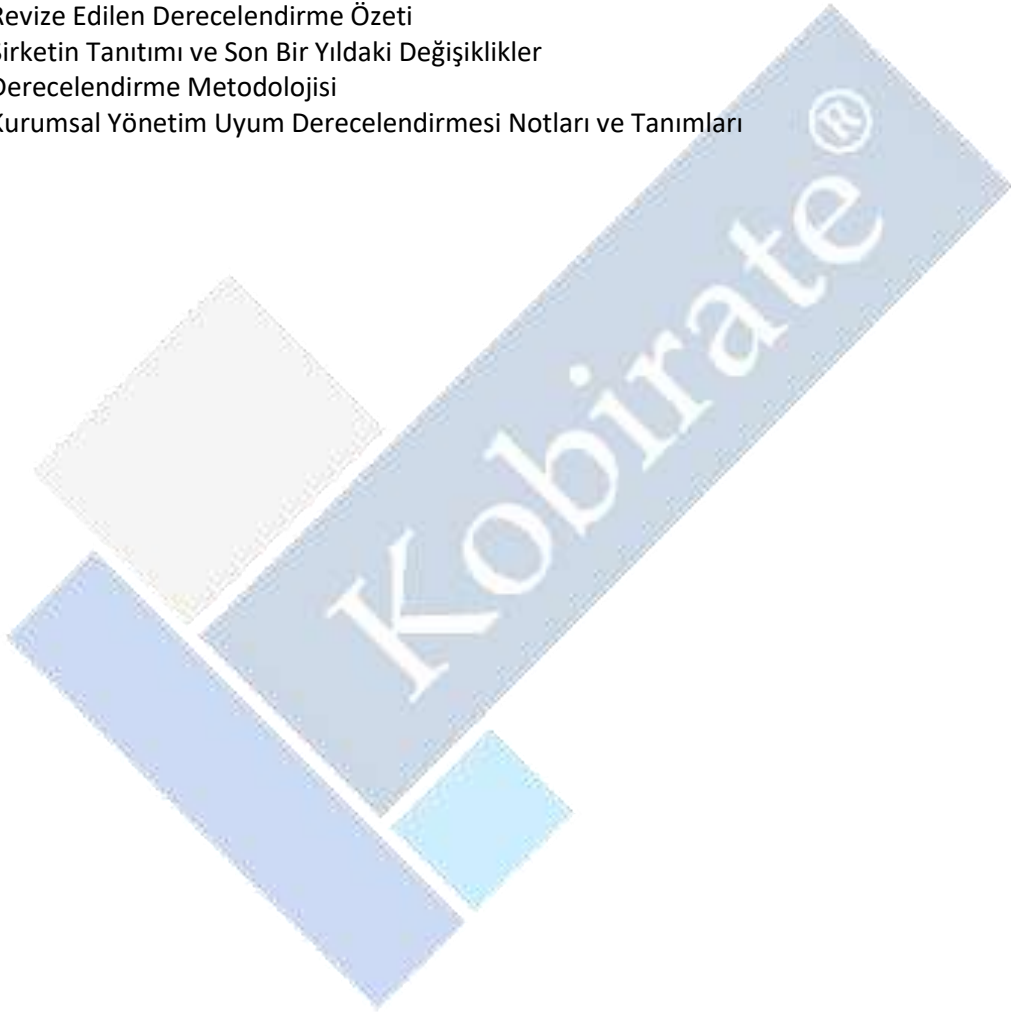 Revize Edilen Derecelendirme Özeti
Şirketin Tanıtımı ve Son Bir Yıldaki Değişiklikler
Derecelendirme Metodolojisi
Kurumsal Yönetim Uyum Derecelendirmesi Notları ve Tanımları
Kobirate ®